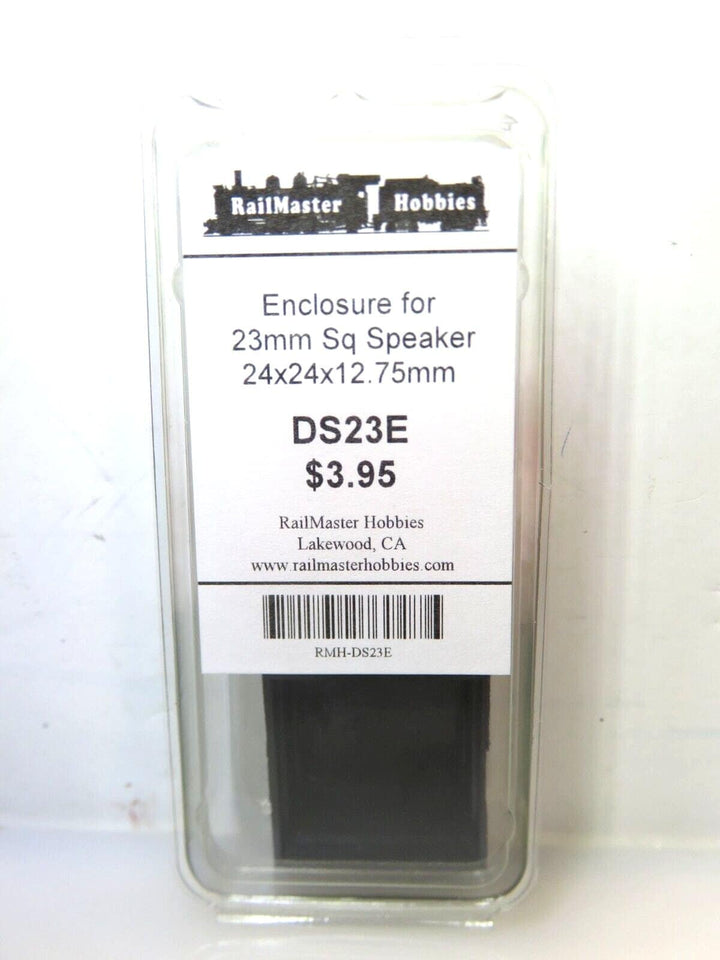 RailMaster Hobbies
Enclosure for
23mm Sq Speaker
24x24x12.75mm
DS23E
$3.95
RailMaster Hobbies
Lakewood, CA
www.railmasterhobbies.com
RMH-DS23E